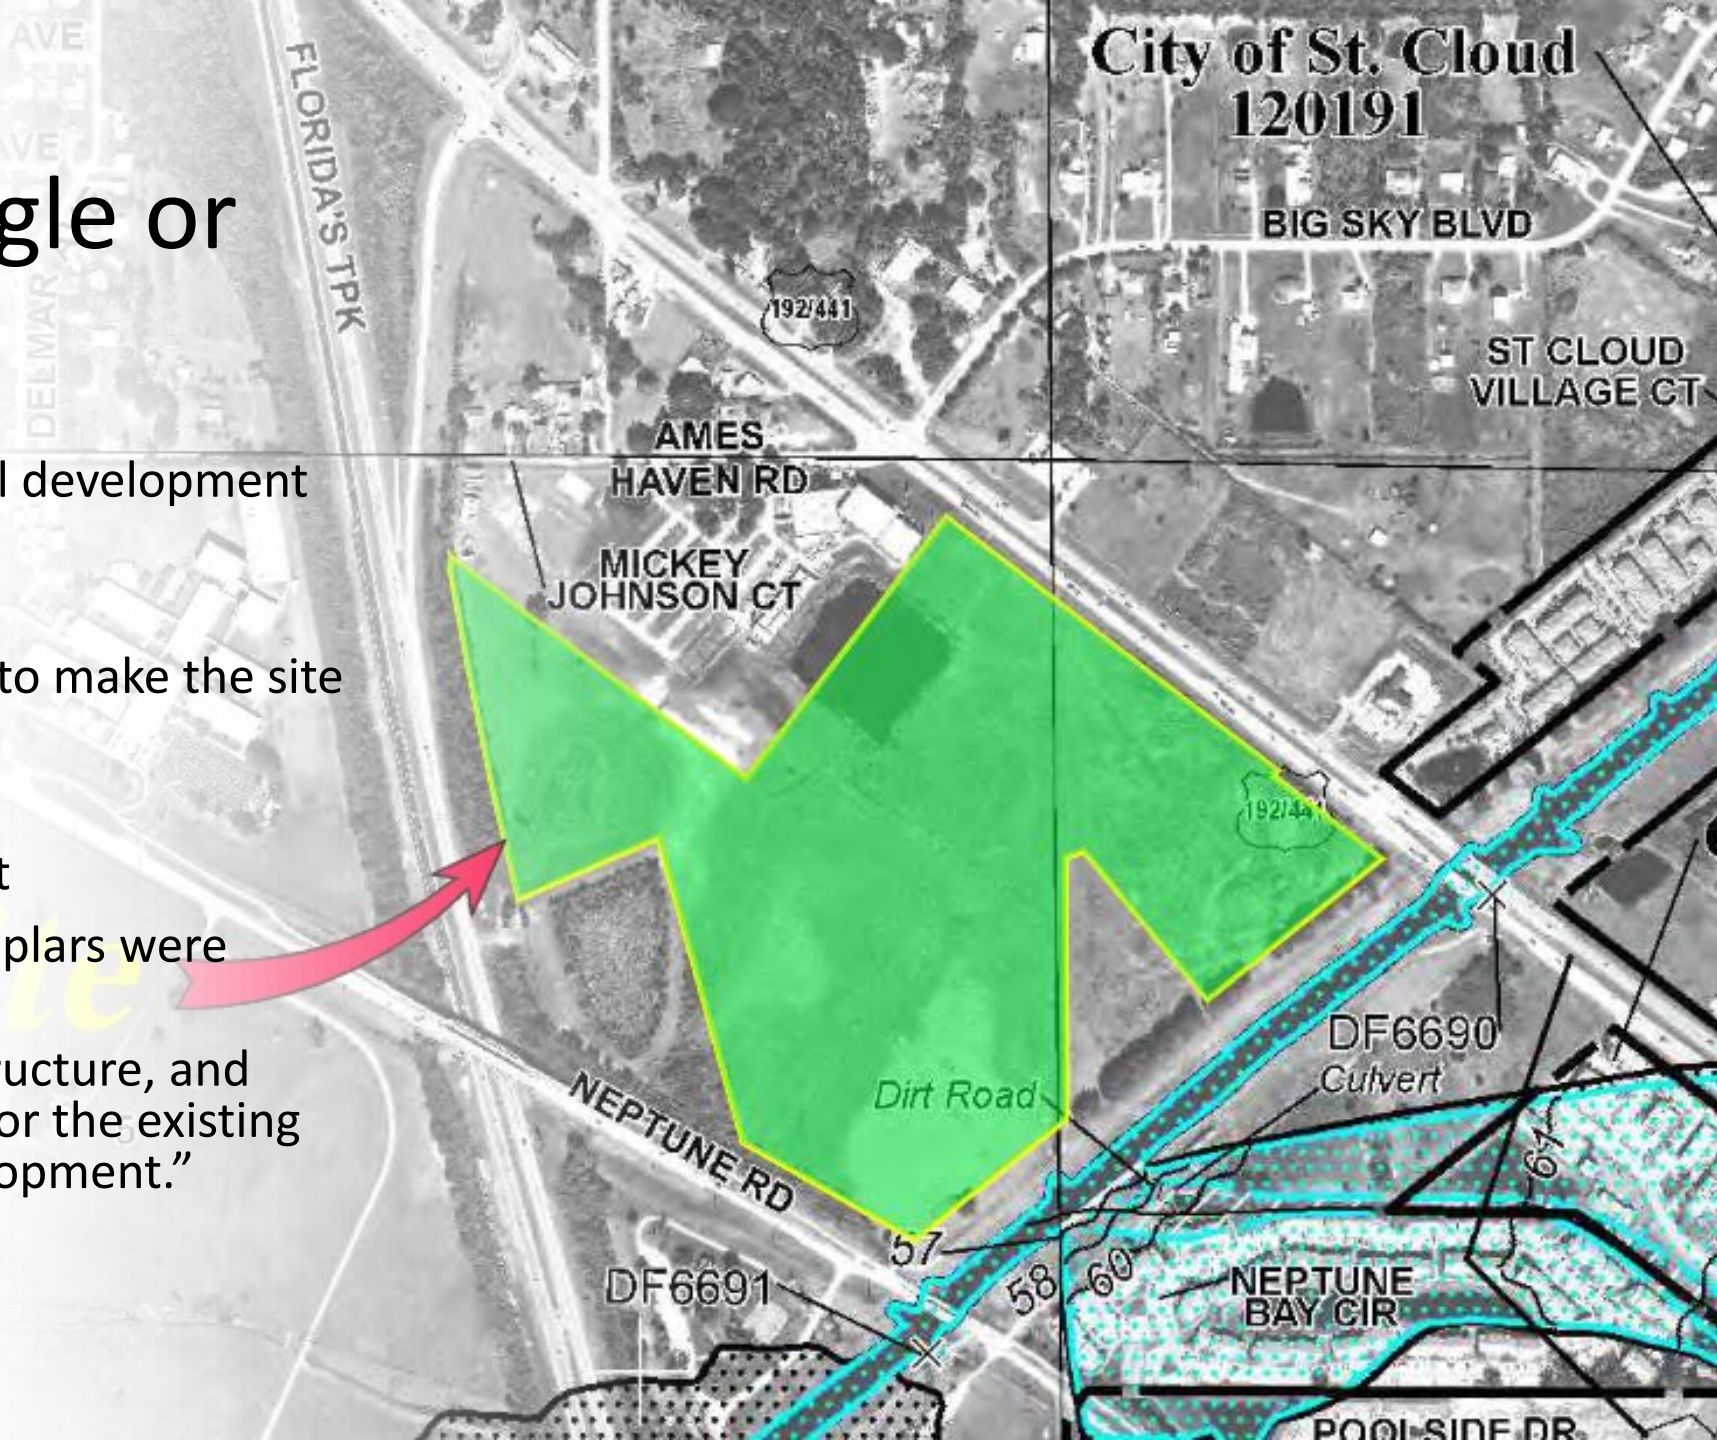 AVE
City of St. Cloud
120191
FLORIDA'S TPK
AVE
gle or
BIG SKY BLVD
192/441
DELMAR
ST CLOUD
VILLAGE CT
AMES
HAVEN RD
l development
MICKEY
JOHNSON CT
to make the site
192/441
t
plars were
ite
DF6690
Culvert
ructure, and
Dirt Road
NEPTUNE RD
or the existing
61
opment.”
57
58
60
DF6691
NEPTUNE
BAY CIR
POOLSIDE DR